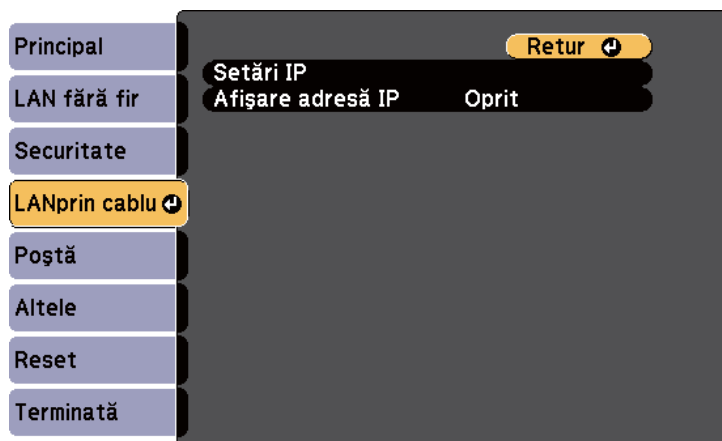 Principal
LAN fără fir
Securitate
LANprin cablu
Poştă
Altele
Reset
Terminată
Retur
Setări IP
Afişare adresă IP Oprit